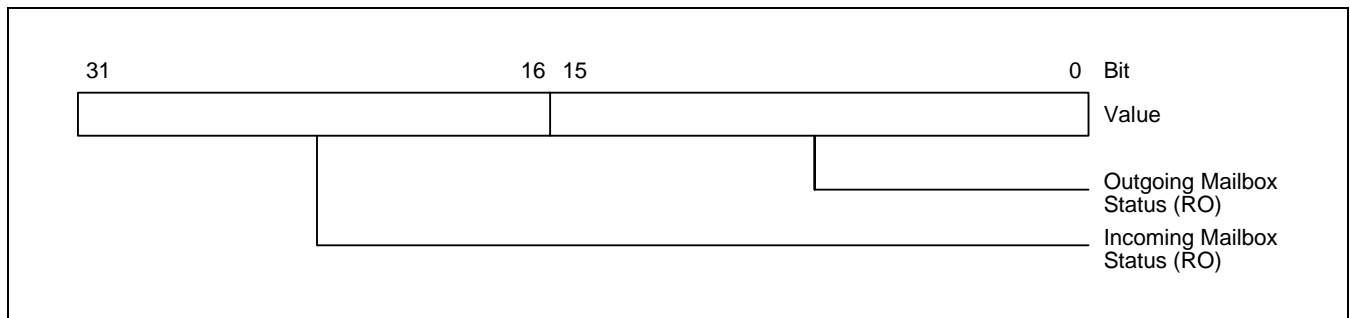 31 16 15 0 Bit
Value
Outgoing Mailbox
Status (RO)
Incoming Mailbox
Status (RO)